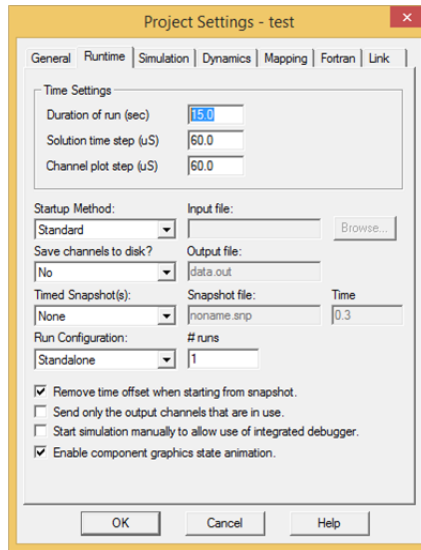 Project Settings - test
x
General Runtime Simulation Dynamics Mapping Fortran Link
Time Settings
Duration of run (sec) 15.0
Solution time step (uS) 60.0
Channel plot step (uS) 60.0
Startup Method: Input file:
Standard Browse...
Save channels to disk? Output file:
No data.out
Timed Snapshot(s): Snapshot file: Time
None noname.snp 0.3
Run Configuration: # runs
Standalone 1
Remove time offset when starting from snapshot.
Send only the output channels that are in use.
Start simulation manually to allow use of integrated debugger.
Enable component graphics state animation.
OK Cancel Help